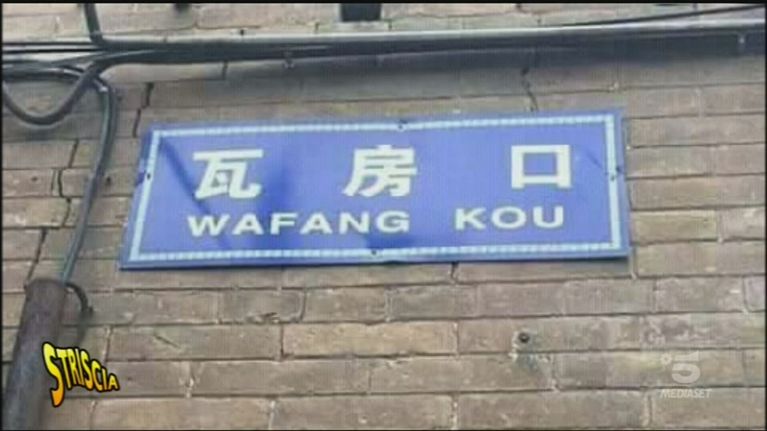 瓦 房 口
WAFANG KOU
STRISCIA
5
MEDIASET